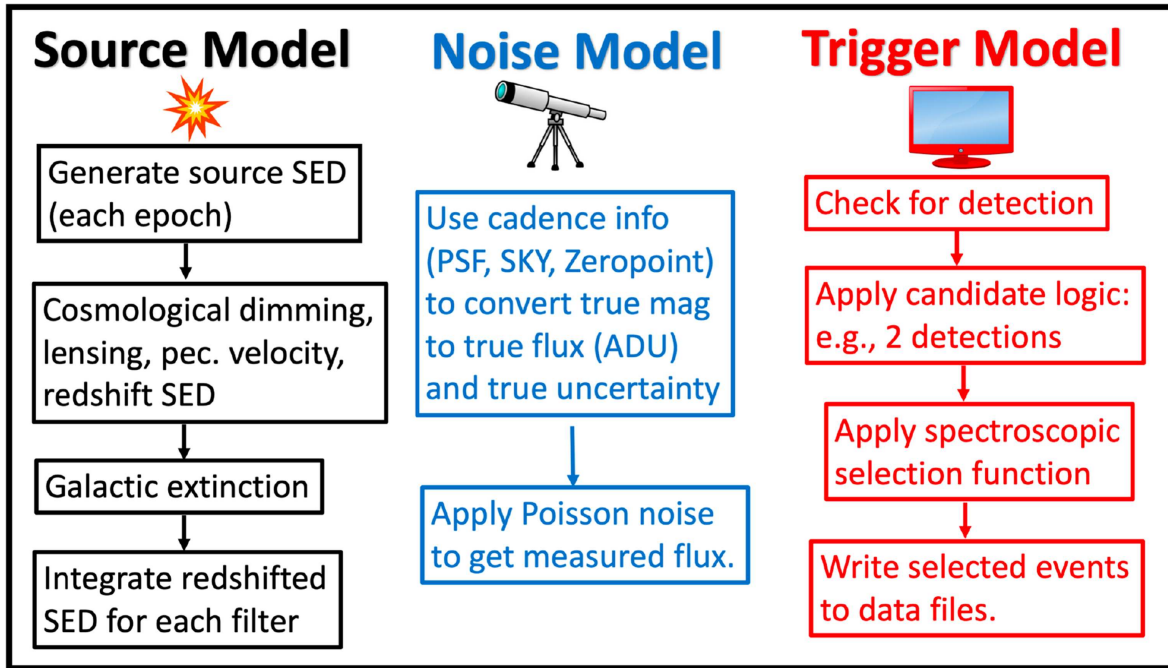 Source Model
Generate source SED
(each epoch)
Cosmological dimming,
lensing, pec. velocity,
redshift SED
Galactic extinction
Integrate redshifted
SED for each filter
Noise Model
Use cadence info
(PSF, SKY, Zeropoint)
to convert true mag
to true flux (ADU)
and true uncertainty
Apply Poisson noise
to get measured flux.
Trigger Model
Check for detection
Apply candidate logic:
e.g., 2 detections
Apply spectroscopic
selection function
Write selected events
to data files.